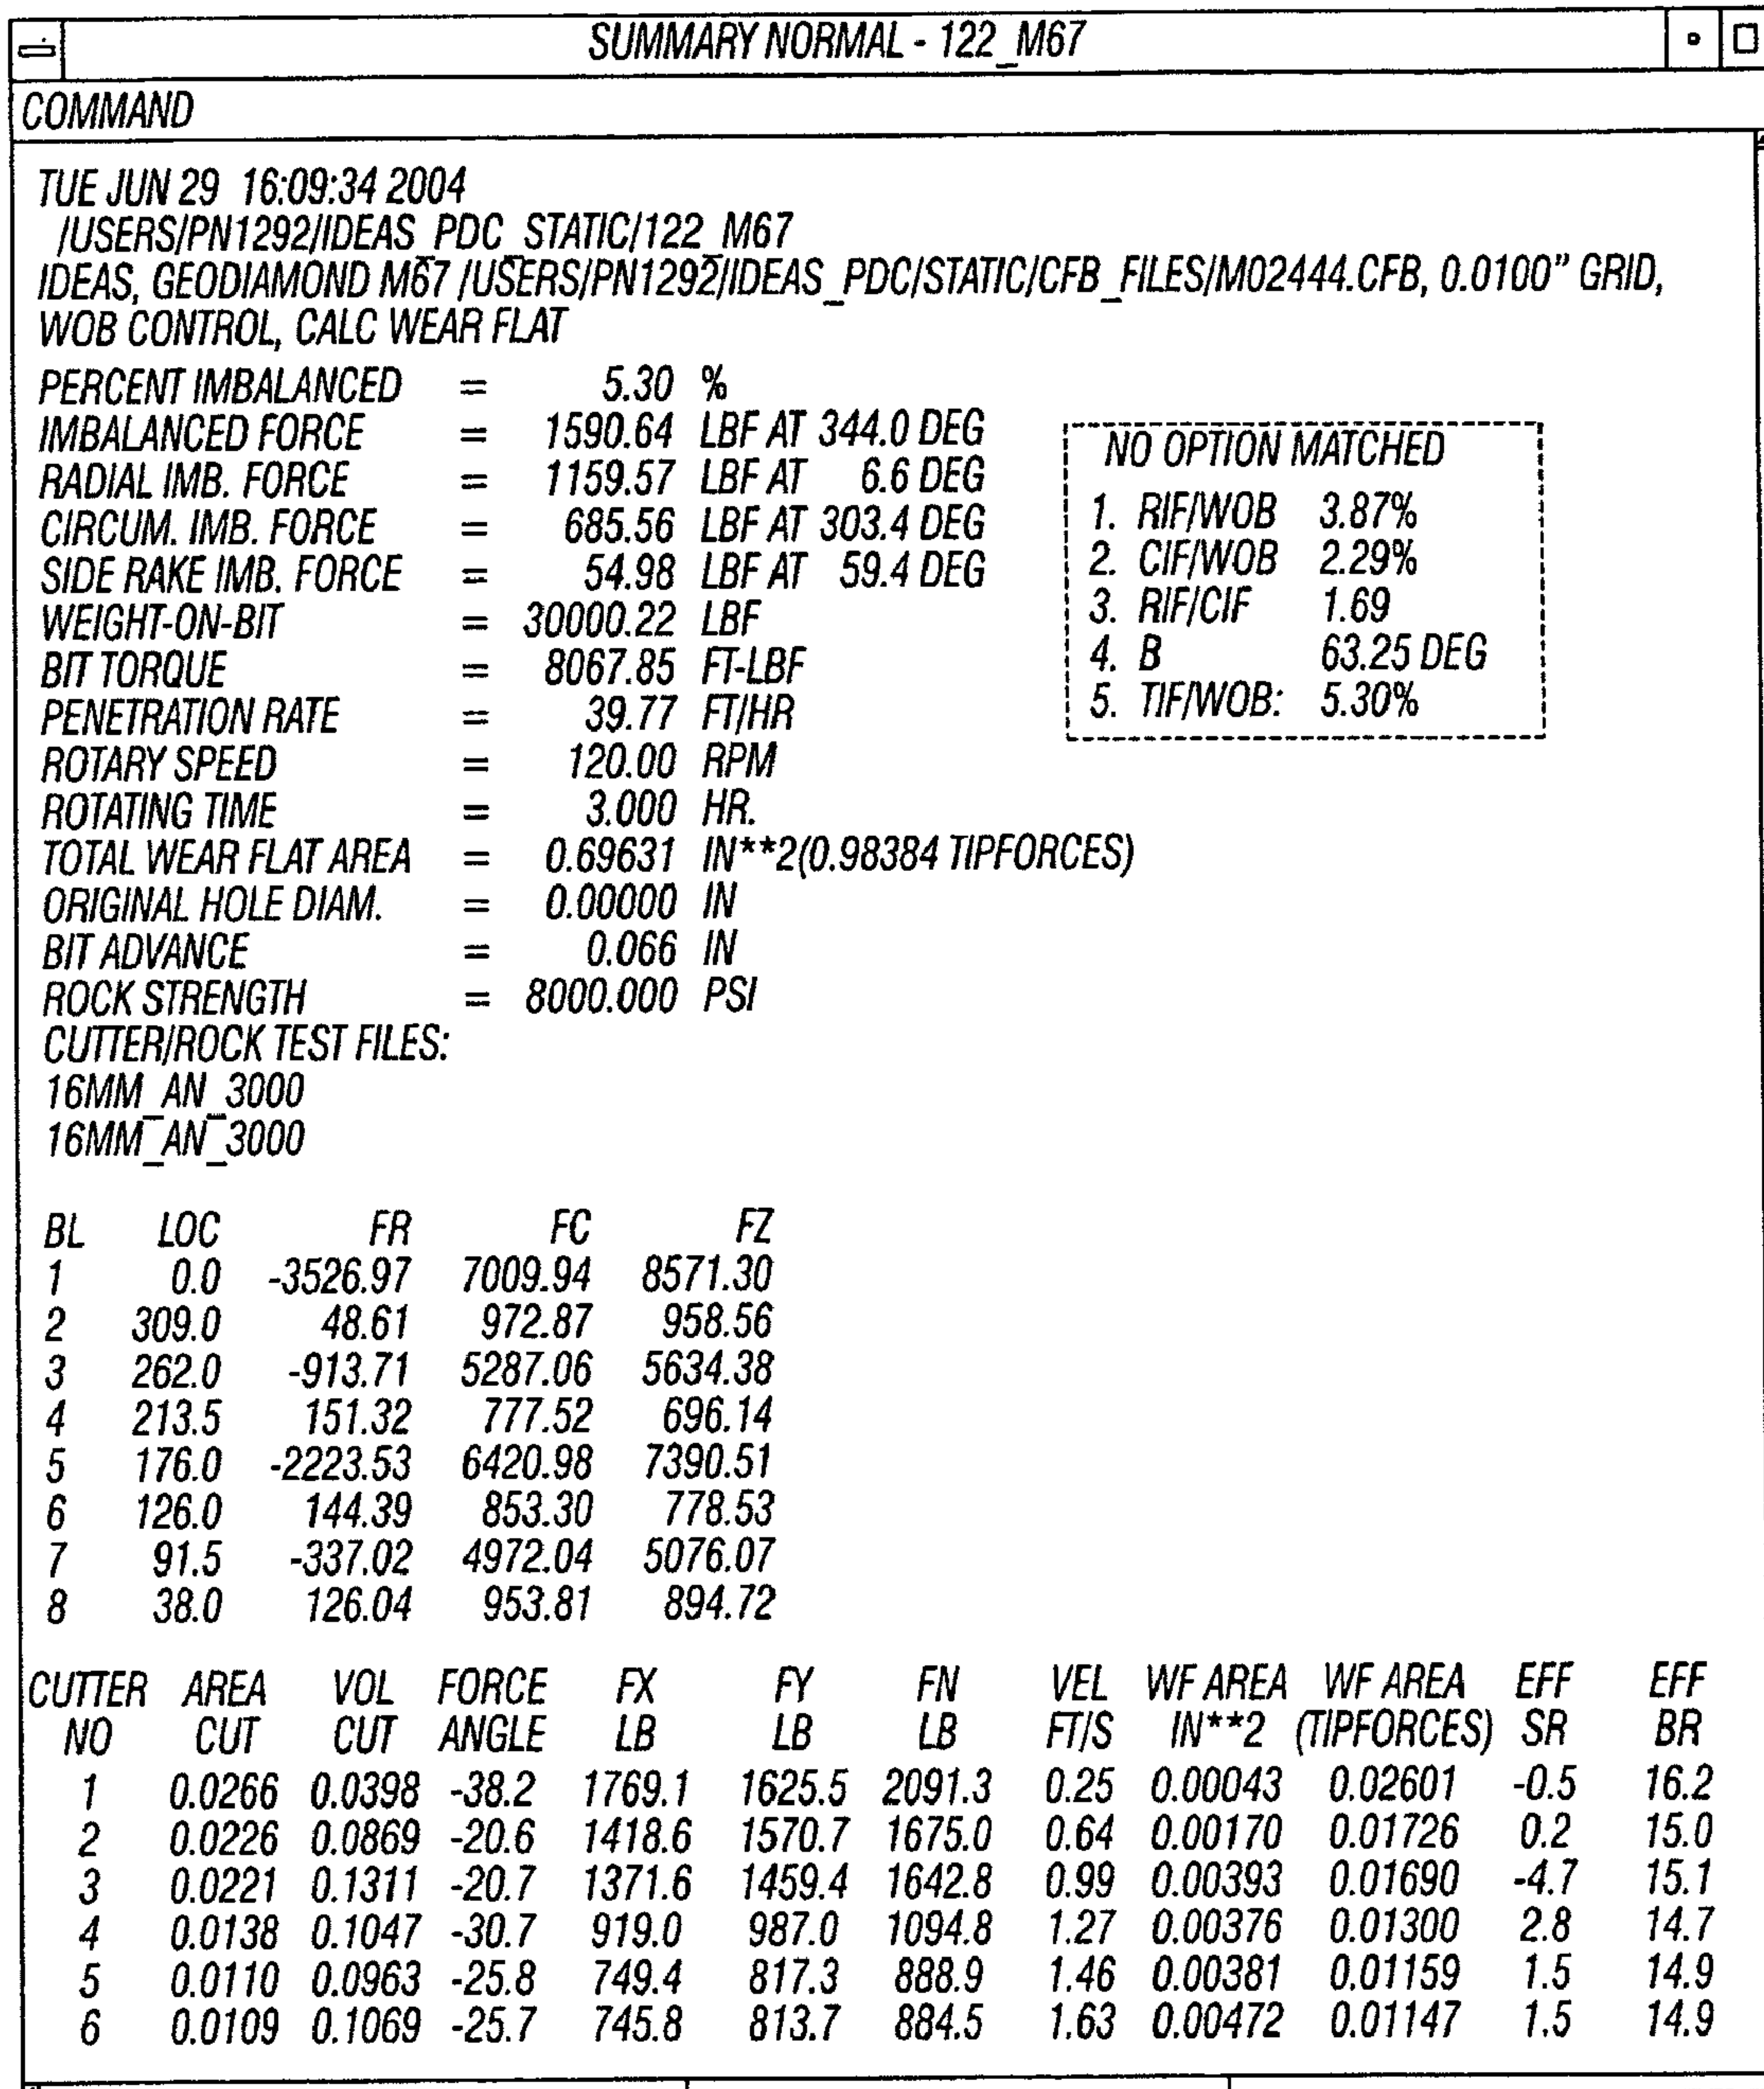 SUMMARY NORMAL - 122_M67
COMMAND
TUE JUN 29 16:09:34 2004
/USERS/PN1292/IDEAS_PDC_STATIC/122_M67
IDEAS, GEODIAMOND M67 /USERS/PN1292/IDEAS_PDC/STATIC/CFB_FILES/M02444.CFB, 0.0100" GRID,
WOB CONTROL, CALC WEAR FLAT
PERCENT IMBALANCED = 5.30 %
IMBALANCED FORCE = 1590.64 LBF AT 344.0 DEG
RADIAL IMB. FORCE = 1159.57 LBF AT 6.6 DEG
CIRCUM. IMB. FORCE = 685.56 LBF AT 303.4 DEG
SIDE RAKE IMB. FORCE = 54.98 LBF AT 59.4 DEG
WEIGHT-ON-BIT = 30000.22 LBF
BIT TORQUE = 8067.85 FT-LBF
PENETRATION RATE = 39.77 FT/HR
ROTARY SPEED = 120.00 RPM
ROTATING TIME = 3.000 HR.
TOTAL WEAR FLAT AREA = 0.69631 IN**2(0.98384 TIPFORCES)
ORIGINAL HOLE DIAM. = 0.00000 IN
BIT ADVANCE = 0.066 IN
ROCK STRENGTH = 8000.000 PSI
CUTTER/ROCK TEST FILES:
16MM_AN_3000
16MM_AN_3000
NO OPTION MATCHED
1. RIF/WOB 3.87%
2. CIF/WOB 2.29%
3. RIF/CIF 1.69
4. B 63.25 DEG
5. TIF/WOB: 5.30%
BL LOC FR FC FZ
1 0.0 -3526.97 7009.94 8571.30
2 309.0 48.61 972.87 958.56
3 262.0 -913.71 5287.06 5634.38
4 213.5 151.32 777.52 696.14
5 176.0 -2223.53 6420.98 7390.51
6 126.0 144.39 853.30 778.53
7 91.5 -337.02 4972.04 5076.07
8 38.0 126.04 953.81 894.72
CUTTER AREA VOL FORCE FX FY FN VEL WF AREA WF AREA EFF EFF
NO CUT CUT ANGLE LB LB LB FT/S IN**2 (TIPFORCES) SR BR
1 0.0266 0.0398 -38.2 1769.1 1625.5 2091.3 0.25 0.00043 0.02601 -0.5 16.2
2 0.0226 0.0869 -20.6 1418.6 1570.7 1675.0 0.64 0.00170 0.01726 0.2 15.0
3 0.0221 0.1311 -20.7 1371.6 1459.4 1642.8 0.99 0.00393 0.01690 -4.7 15.1
4 0.0138 0.1047 -30.7 919.0 987.0 1094.8 1.27 0.00376 0.01300 2.8 14.7
5 0.0110 0.0963 -25.8 749.4 817.3 888.9 1.46 0.00381 0.01159 1.5 14.9
6 0.0109 0.1069 -25.7 745.8 813.7 884.5 1.63 0.00472 0.01147 1.5 14.9